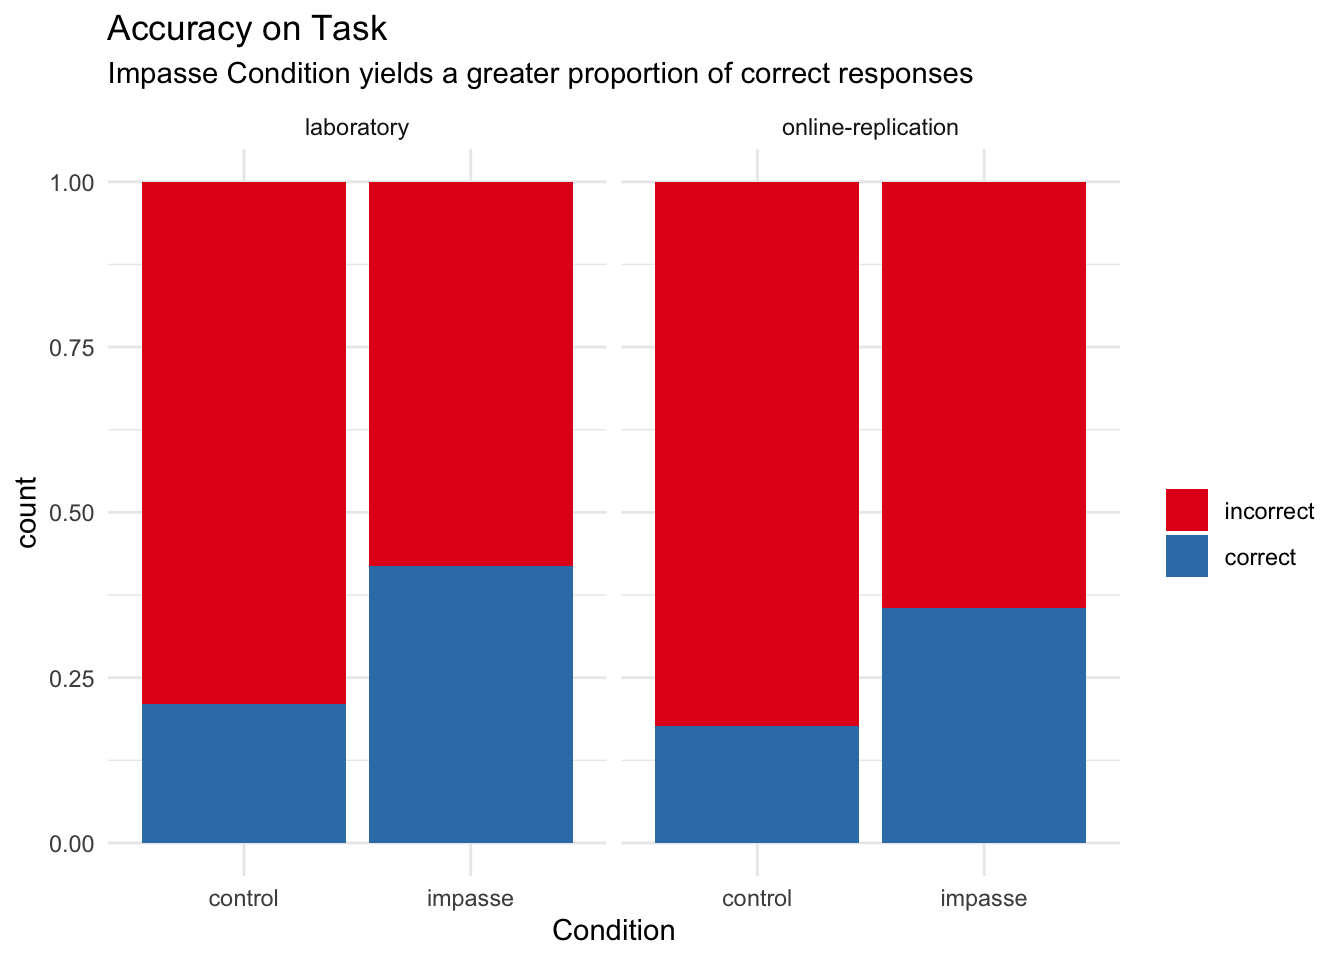 Accuracy on Task
Impasse Condition yields a greater proportion of correct responses
laboratory
online-replication
1.00
0.75
0.50
0.25
0.00
count
control
impasse
control
impasse
Condition
incorrect
correct